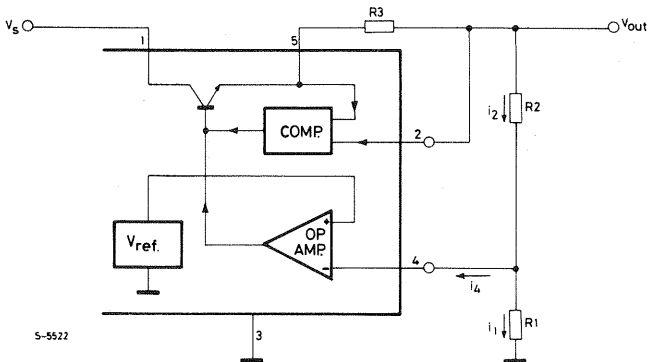 Vs
1
5
R3
Vout
i2
R2
COMP.
2
Vref.
+
OP
AMP.
−
4
i4
i1
R1
3
S-5522